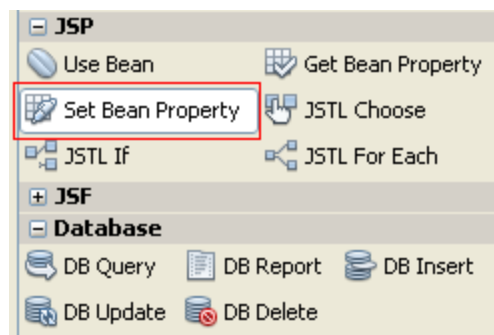 JSP
Use Bean Get Bean Property
Set Bean Property JSTL Choose
JSTL If JSTL For Each
JSF
Database
DB Query DB Report DB Insert
DB Update DB Delete